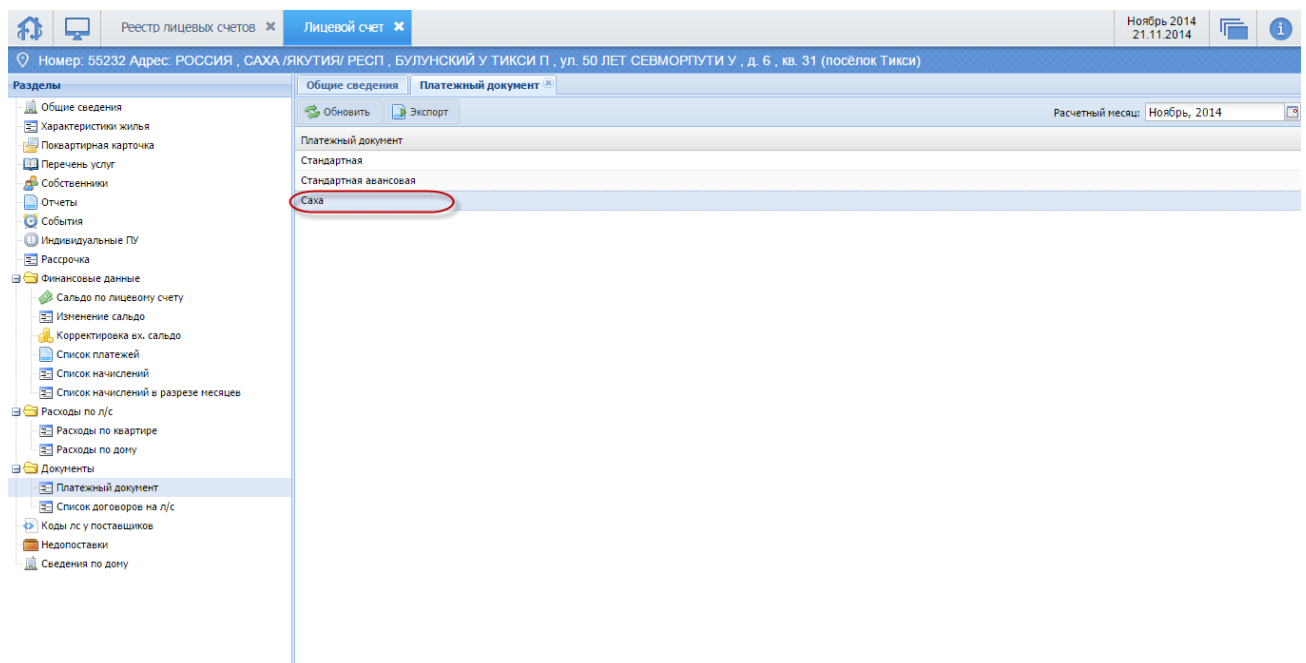 Реестр лицевых счетов
Лицевой счет
Ноябрь 2014
21.11.2014
Номер: 55232 Адрес: РОССИЯ , САХА /ЯКУТИЯ/ РЕСП , БУЛУНСКИЙ У ТИКСИ П , ул. 50 ЛЕТ СЕВМОРПУТИ У , д. 6 , кв. 31 (посёлок Тикси)
Разделы
Общие сведения
Характеристики жилья
Поквартирная карточка
Перечень услуг
Собственники
Отчеты
События
Индивидуальные ПУ
Рассрочка
Финансовые данные
Сальдо по лицевому счету
Изменение сальдо
Корректировка вх. сальдо
Список платежей
Список начислений
Список начислений в разрезе месяцев
Расходы по л/с
Расходы по квартире
Расходы по дому
Документы
Платежный документ
Список договоров на л/с
Коды лс у поставщиков
Недопоставки
Сведения по дому
Общие сведения
Платежный документ
Обновить
Экспорт
Расчетный месяц: Ноябрь, 2014
Платежный документ
Стандартная
Стандартная авансовая
Саха